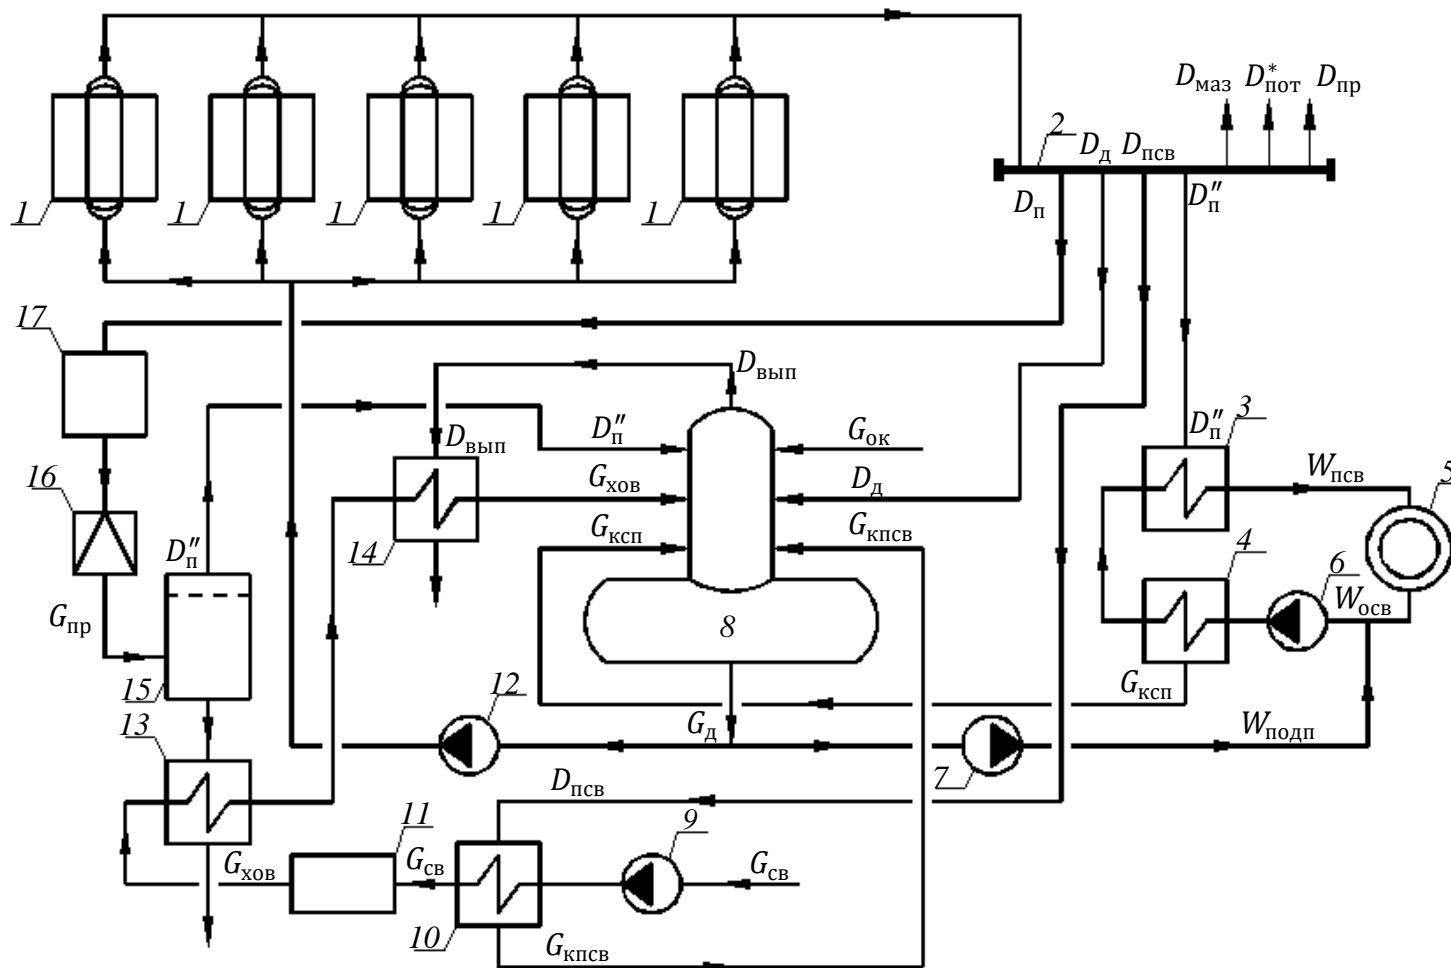 D_маз D*_пот D_пр
2 D_д D_псв
D_п D″_п
1 1 1 1 1
17
D_вып
3
D_вып D″_п G_ок D″_п
16 G_хов D_д W_псв 5
G_ксп G_кпсв
14 D″_п 4 6
G_пр 8 W_осв
15 12 G_ксп
13 G_д W_подп
7
D_псв
11 9
G_хов G_св G_св
10 G_кпсв